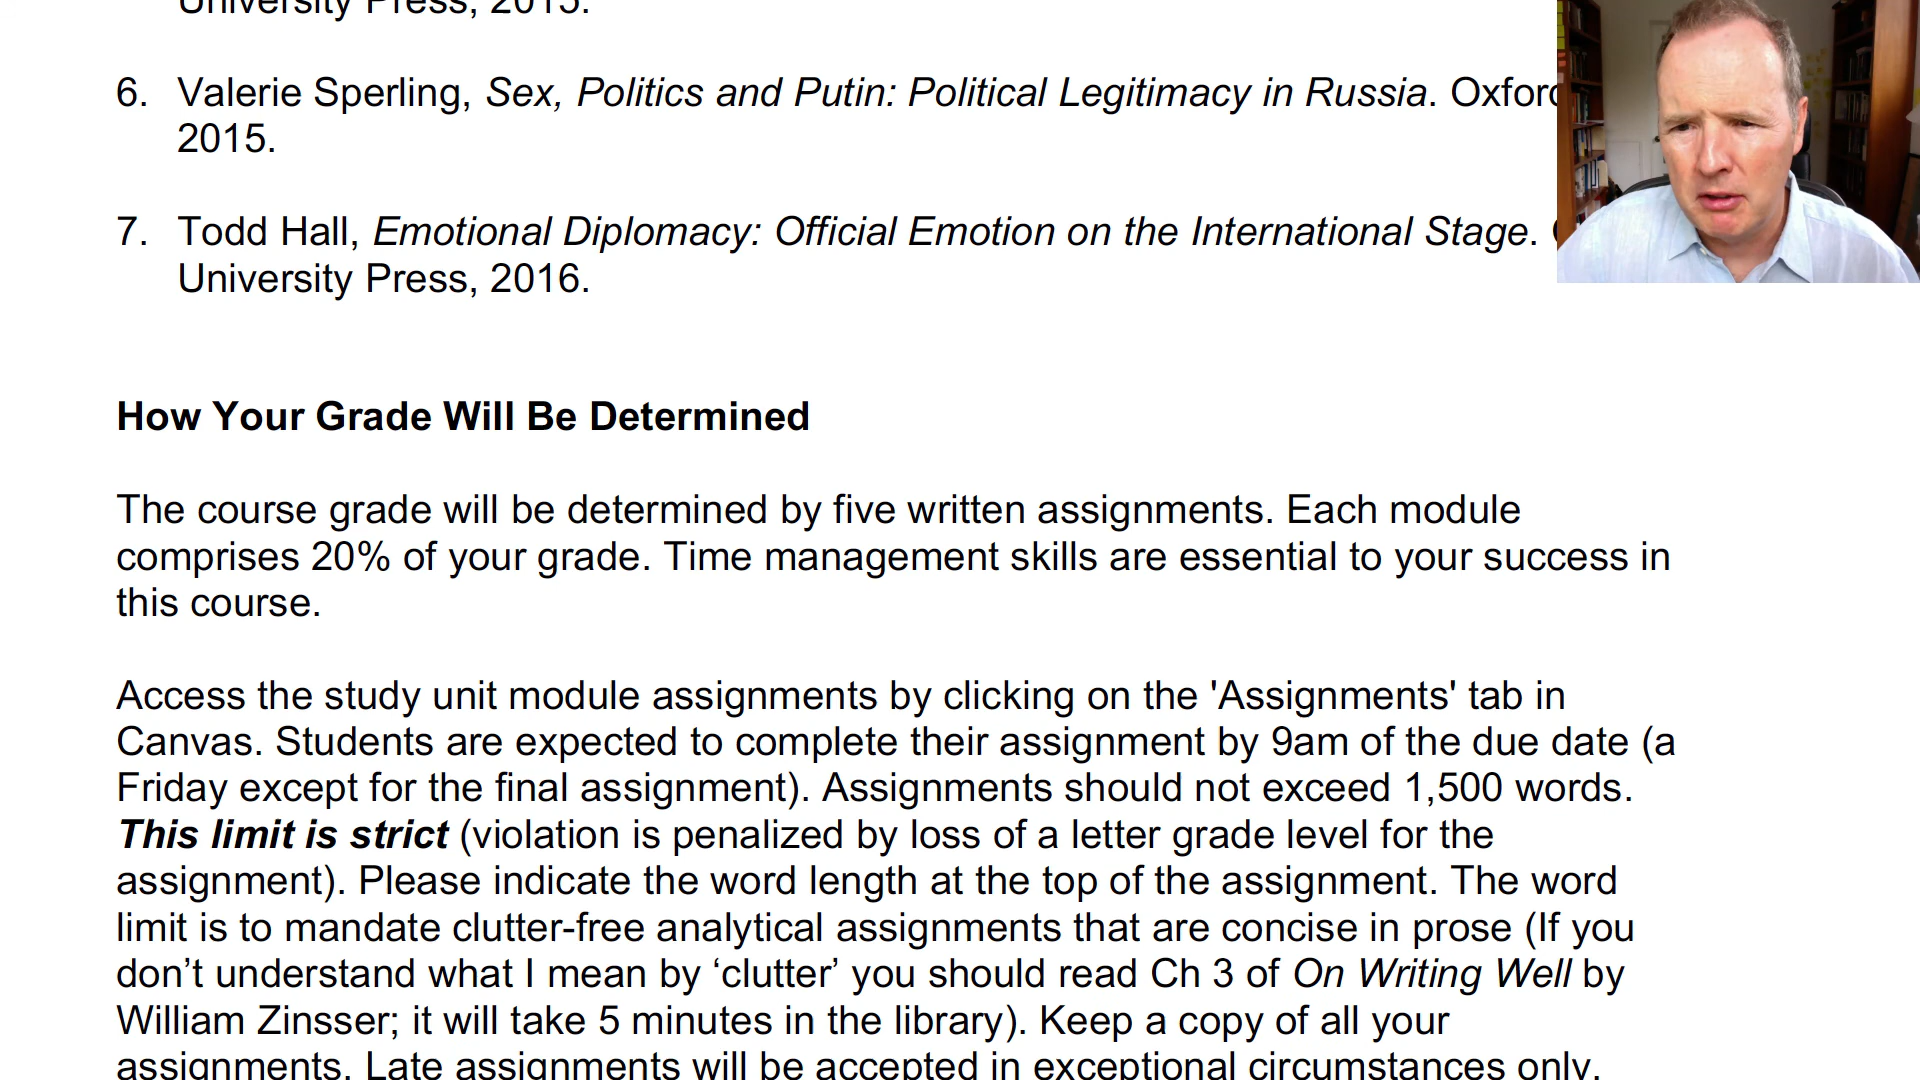 University Press, 2015.
6. Valerie Sperling, Sex, Politics and Putin: Political Legitimacy in Russia. Oxford
2015.
7. Todd Hall, Emotional Diplomacy: Official Emotion on the International Stage.
University Press, 2016.
How Your Grade Will Be Determined
The course grade will be determined by five written assignments. Each module
comprises 20% of your grade. Time management skills are essential to your success in
this course.
Access the study unit module assignments by clicking on the 'Assignments' tab in
Canvas. Students are expected to complete their assignment by 9am of the due date (a
Friday except for the final assignment). Assignments should not exceed 1,500 words.
This limit is strict (violation is penalized by loss of a letter grade level for the
assignment). Please indicate the word length at the top of the assignment. The word
limit is to mandate clutter-free analytical assignments that are concise in prose (If you
don’t understand what I mean by ‘clutter’ you should read Ch 3 of On Writing Well by
William Zinsser; it will take 5 minutes in the library). Keep a copy of all your
assignments. Late assignments will be accepted in exceptional circumstances only.